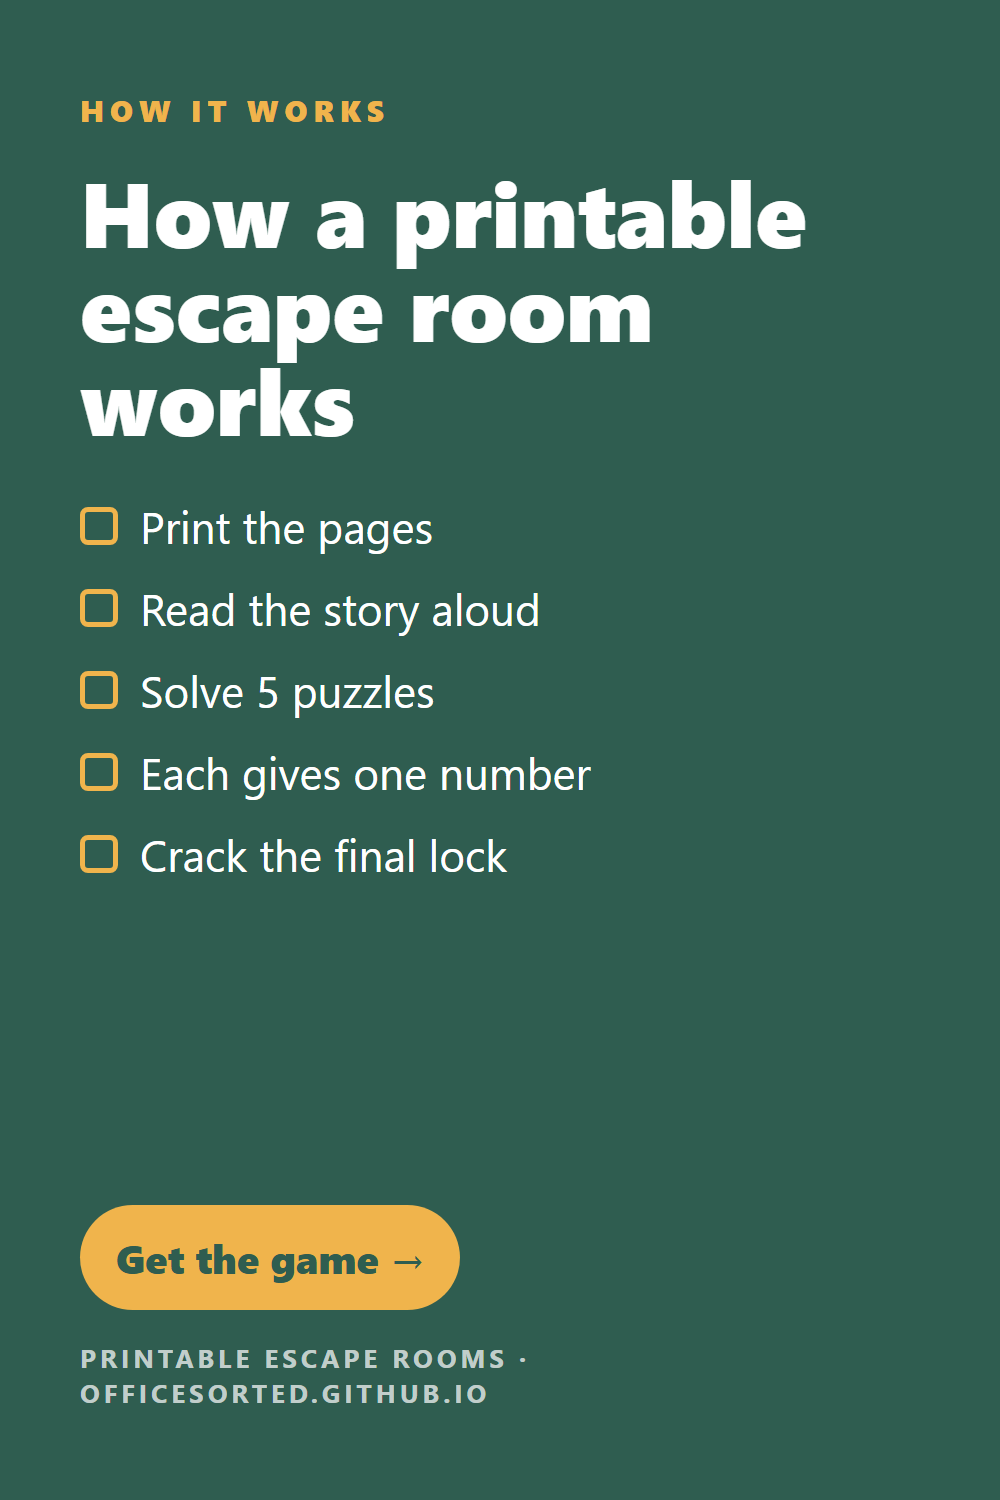 HOW IT WORKS
How a printable
escape room
works
Print the pages
Read the story aloud
Solve 5 puzzles
Each gives one number
Crack the final lock
Get the game →
PRINTABLE ESCAPE ROOMS ·
OFFICESORTED.GITHUB.IO